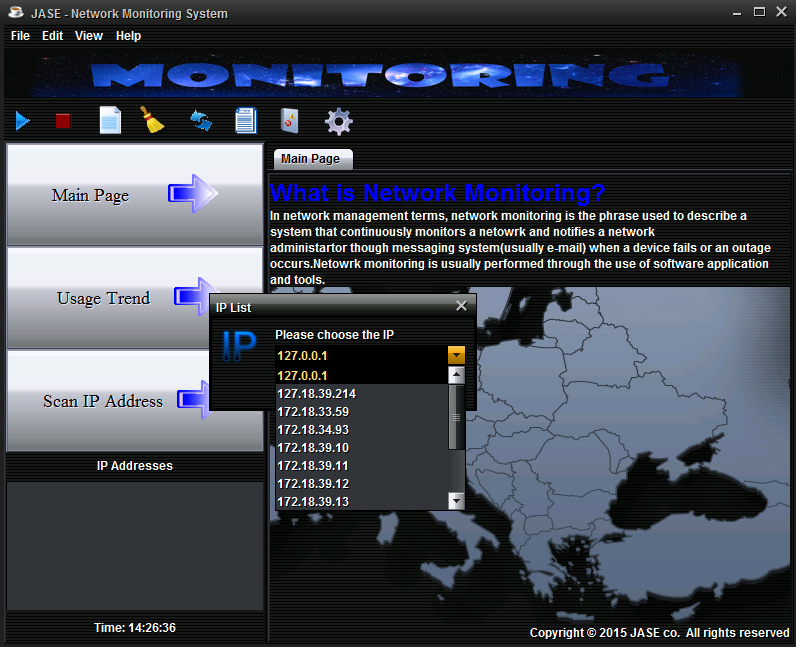 JASE - Network Monitoring System
File Edit View Help
MONITORING
Main Page
Usage Trend
Scan IP Address
IP Addresses
Time: 14:26:36
Main Page
What Is Network Monitoring?
In network management terms, network monitoring is the phrase used to describe a
system that continuously monitors a netowrk and notifies a network
administartor though messaging system(usually e-mail) when a device fails or an outage
occurs.Netowrk monitoring is usually performed through the use of software application
and tools.
IP List
IP
Please choose the IP
127.0.0.1
127.0.0.1
127.18.39.214
172.18.33.59
172.18.34.93
172.18.39.10
172.18.39.11
172.18.39.12
172.18.39.13
Copyright © 2015 JASE co. All rights reserved